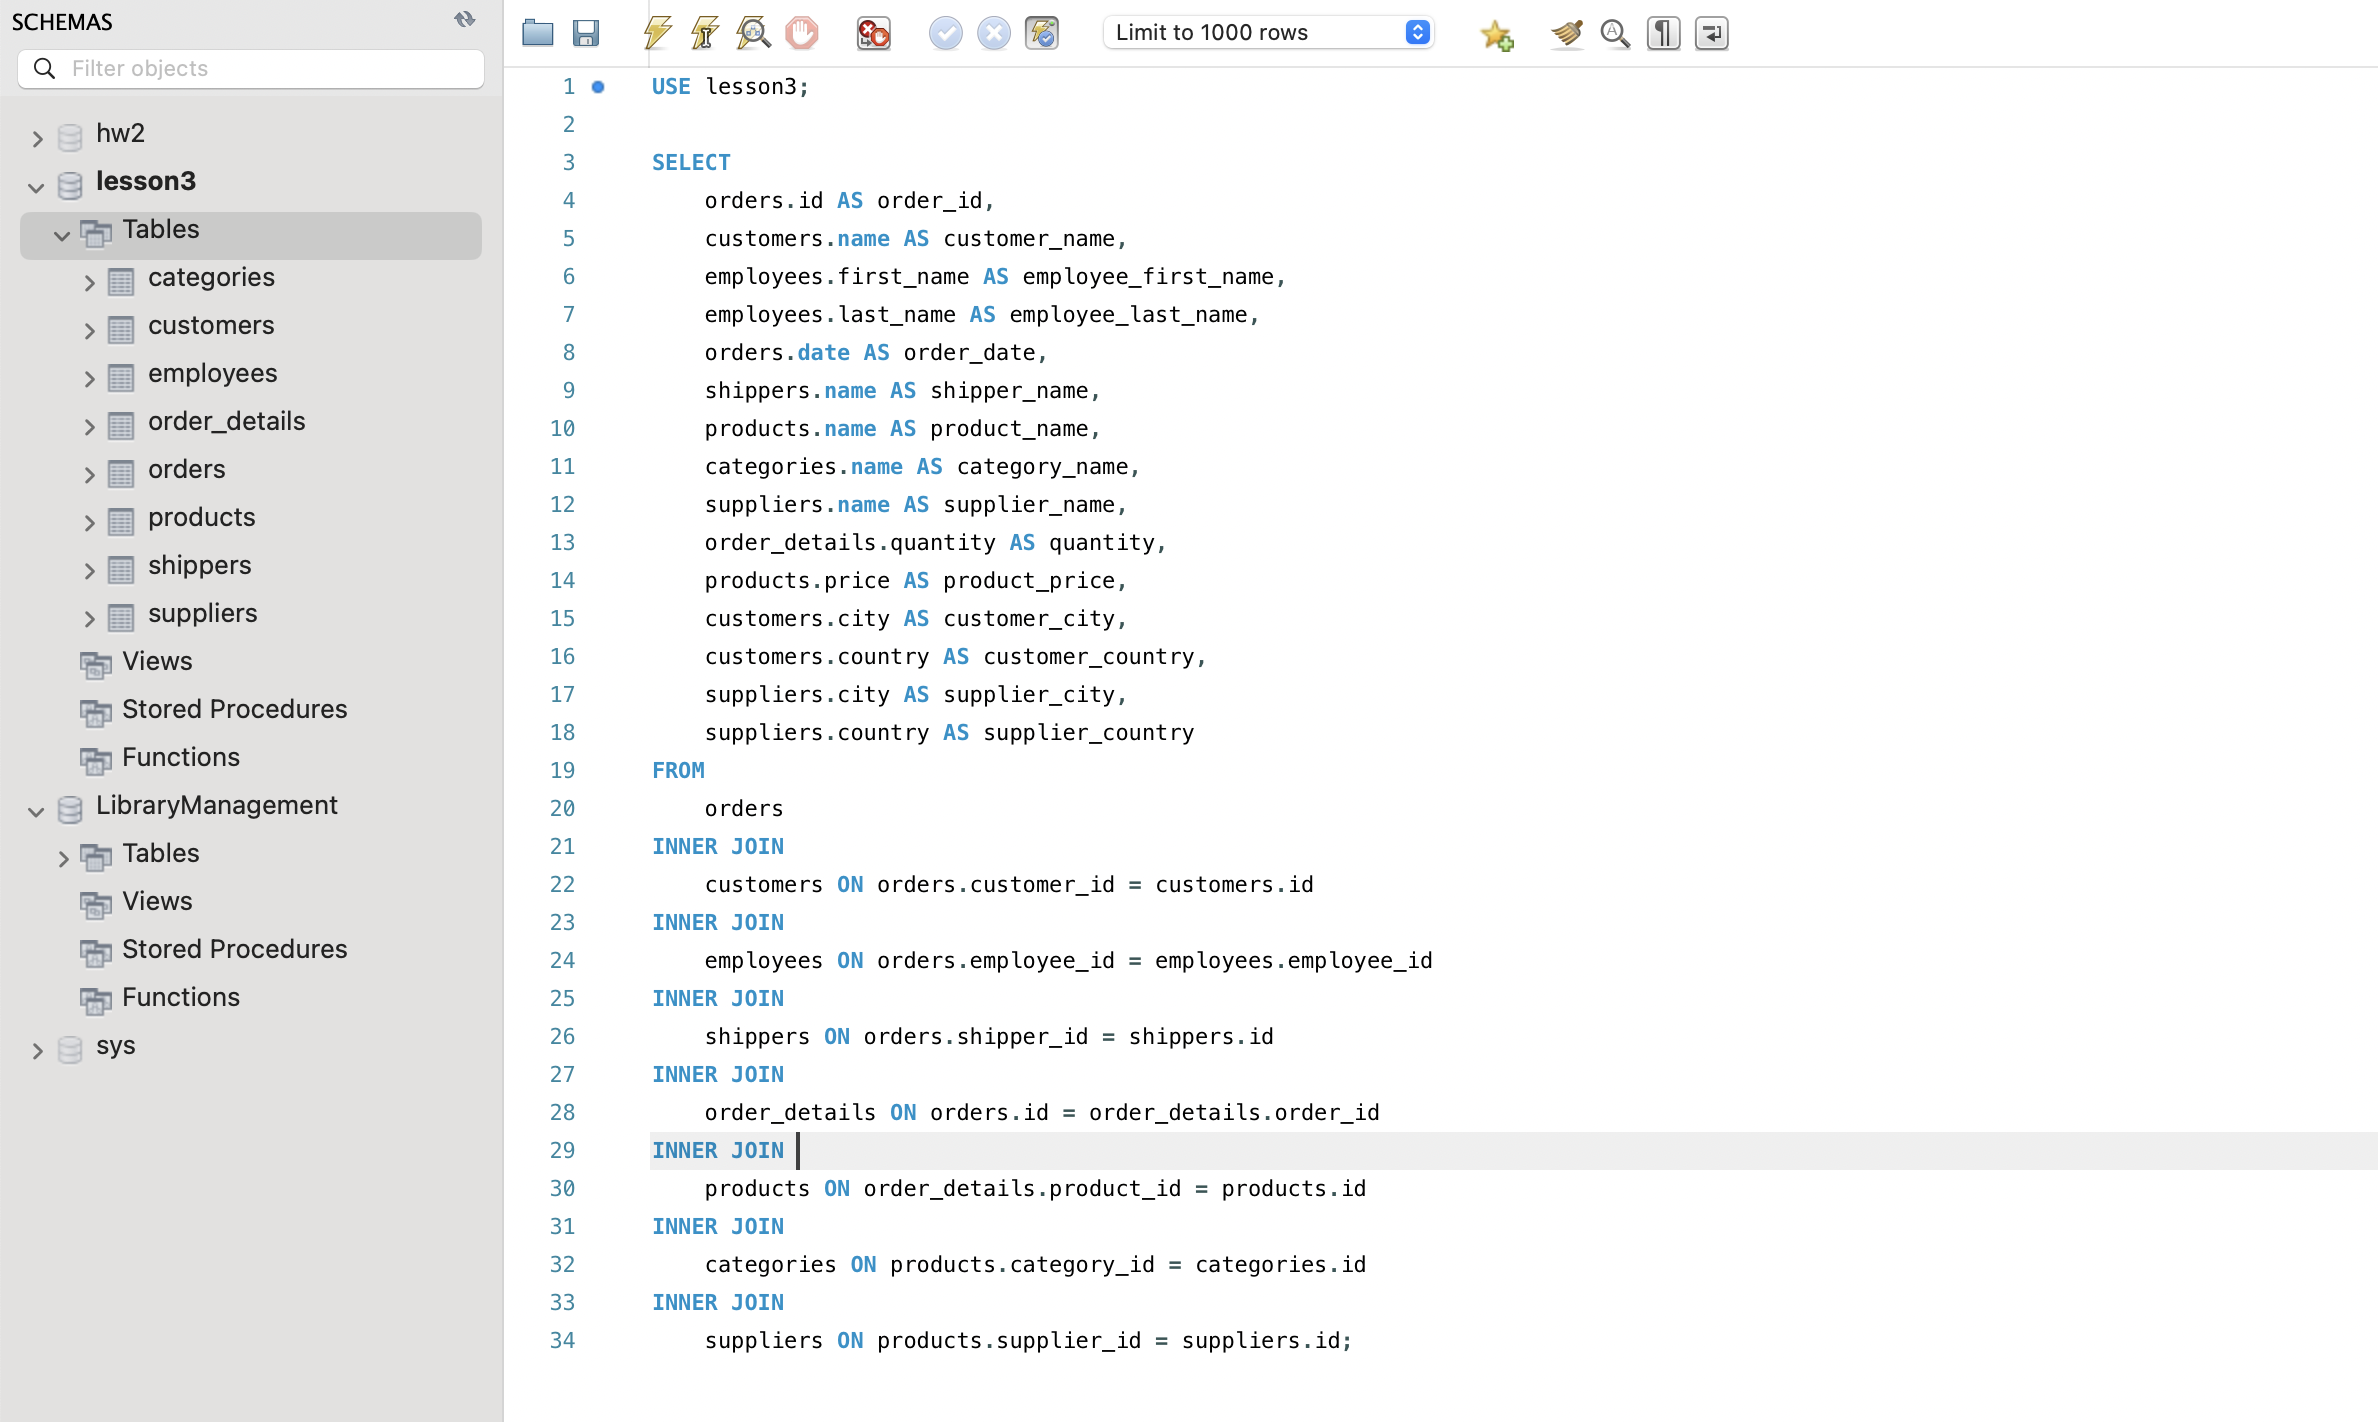 SCHEMAS
Filter objects
hw2
lesson3
Tables
categories
customers
employees
order_details
orders
products
shippers
suppliers
Views
Stored Procedures
Functions
LibraryManagement
Tables
Views
Stored Procedures
Functions
sys
Limit to 1000 rows
1 USE lesson3;
2
3 SELECT
4 orders.id AS order_id,
5 customers.name AS customer_name,
6 employees.first_name AS employee_first_name,
7 employees.last_name AS employee_last_name,
8 orders.date AS order_date,
9 shippers.name AS shipper_name,
10 products.name AS product_name,
11 categories.name AS category_name,
12 suppliers.name AS supplier_name,
13 order_details.quantity AS quantity,
14 products.price AS product_price,
15 customers.city AS customer_city,
16 customers.country AS customer_country,
17 suppliers.city AS supplier_city,
18 suppliers.country AS supplier_country
19 FROM
20 orders
21 INNER JOIN
22 customers ON orders.customer_id = customers.id
23 INNER JOIN
24 employees ON orders.employee_id = employees.employee_id
25 INNER JOIN
26 shippers ON orders.shipper_id = shippers.id
27 INNER JOIN
28 order_details ON orders.id = order_details.order_id
29 INNER JOIN
30 products ON order_details.product_id = products.id
31 INNER JOIN
32 categories ON products.category_id = categories.id
33 INNER JOIN
34 suppliers ON products.supplier_id = suppliers.id;